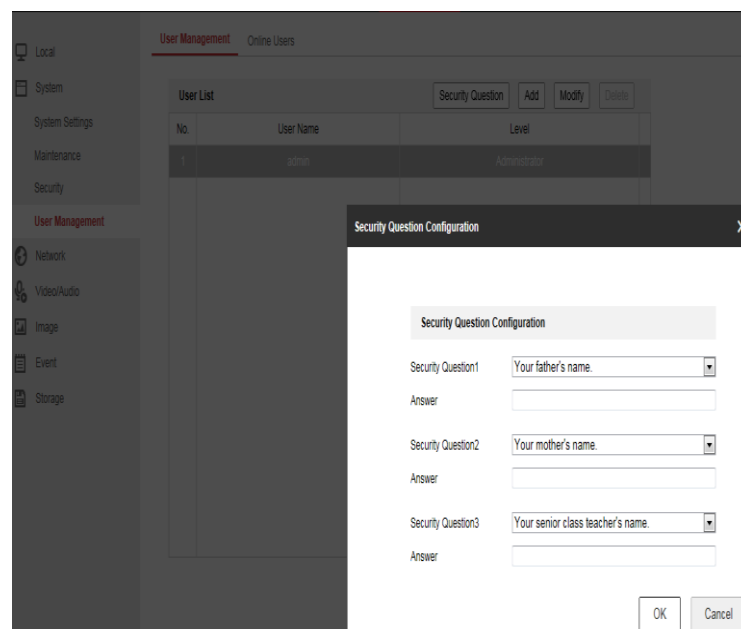 User Management Online Users
Local
System
System Settings
Maintenance
Security
User Management
Network
Video/Audio
Image
Event
Storage
User List Security Question Add Modify Delete
No. User Name Level
1 admin Administrator
Security Question Configuration
Security Question Configuration
Security Question1 Your father's name.
Answer
Security Question2 Your mother's name.
Answer
Security Question3 Your senior class teacher's name.
Answer
OK Cancel